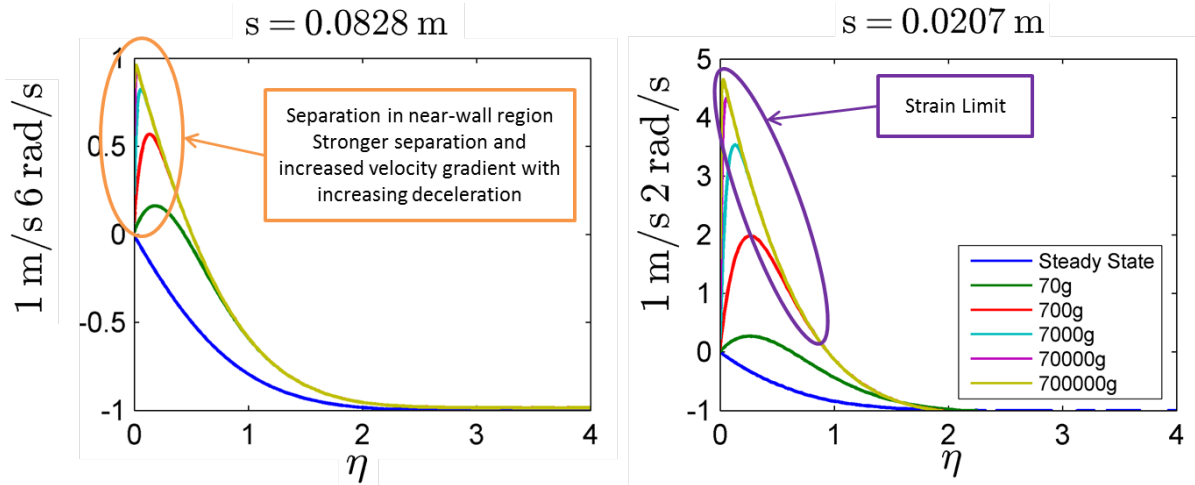 s = 0.0828 m
1 m/s 6 rad/s
1
0.5
0
-0.5
-1
0
1
2
3
4
η
Separation in near-wall region
Stronger separation and
increased velocity gradient with
increasing deceleration
s = 0.0207 m
1 m/s 2 rad/s
5
4
3
2
1
0
-1
0
1
2
3
4
η
Strain Limit
Steady State
70g
700g
7000g
70000g
700000g